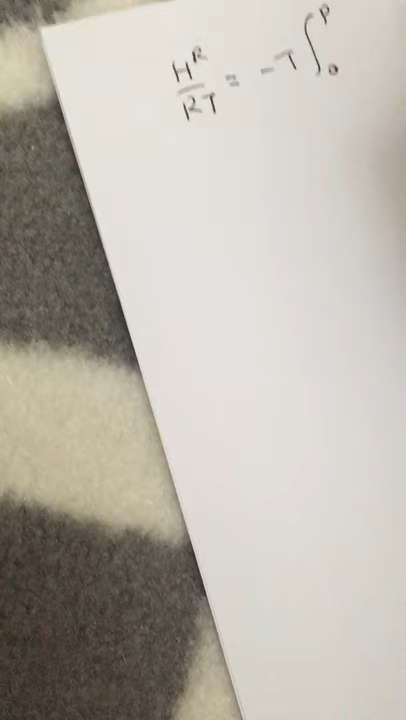 H^R/RT = -T ∫_0^P